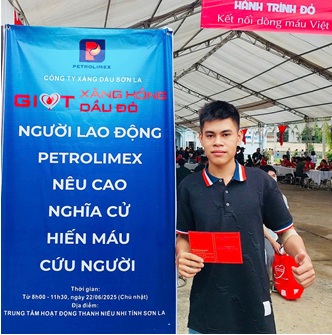 PETROLIMEX
CÔNG TY XĂNG DẦU SƠN LA
GIỌT XĂNG HỒNG
DẦU ĐỎ
NGƯỜI LAO ĐỘNG
PETROLIMEX
NÊU CAO
NGHĨA CỬ
HIẾN MÁU
CỨU NGƯỜI
Thời gian:
Từ 8h00 - 11h30, ngày 22/06/2025 (Chủ nhật)
Địa điểm:
TRUNG TÂM HOẠT ĐỘNG THANH THIẾU NHI TỈNH SƠN LA
HÀNH TRÌNH ĐỎ
Kết nối dòng máu Việt